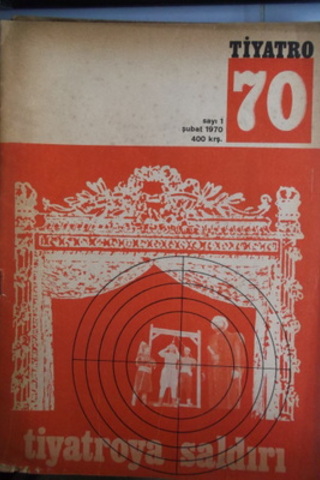 TİYATRO
70
sayı 1
şubat 1970
400 krş.
tiyatroya saldırı